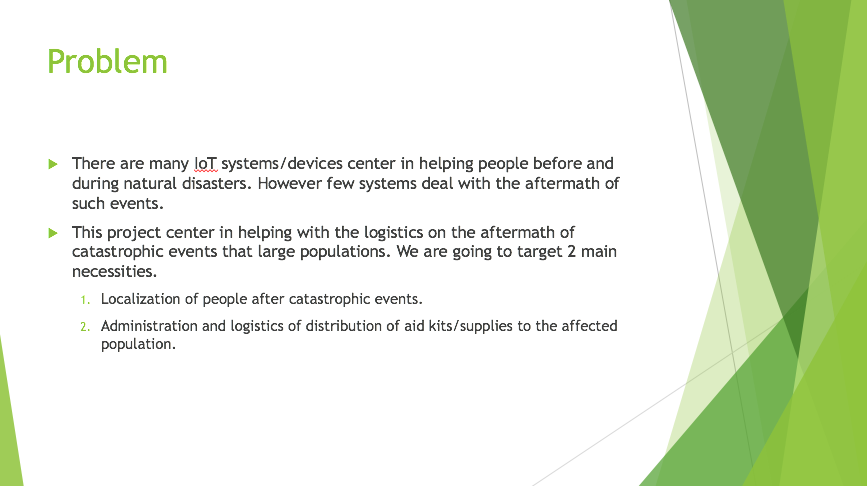 Problem
There are many IoT systems/devices center in helping people before and
during natural disasters. However few systems deal with the aftermath of
such events.
This project center in helping with the logistics on the aftermath of
catastrophic events that large populations. We are going to target 2 main
necessities.
1. Localization of people after catastrophic events.
2. Administration and logistics of distribution of aid kits/supplies to the affected
population.